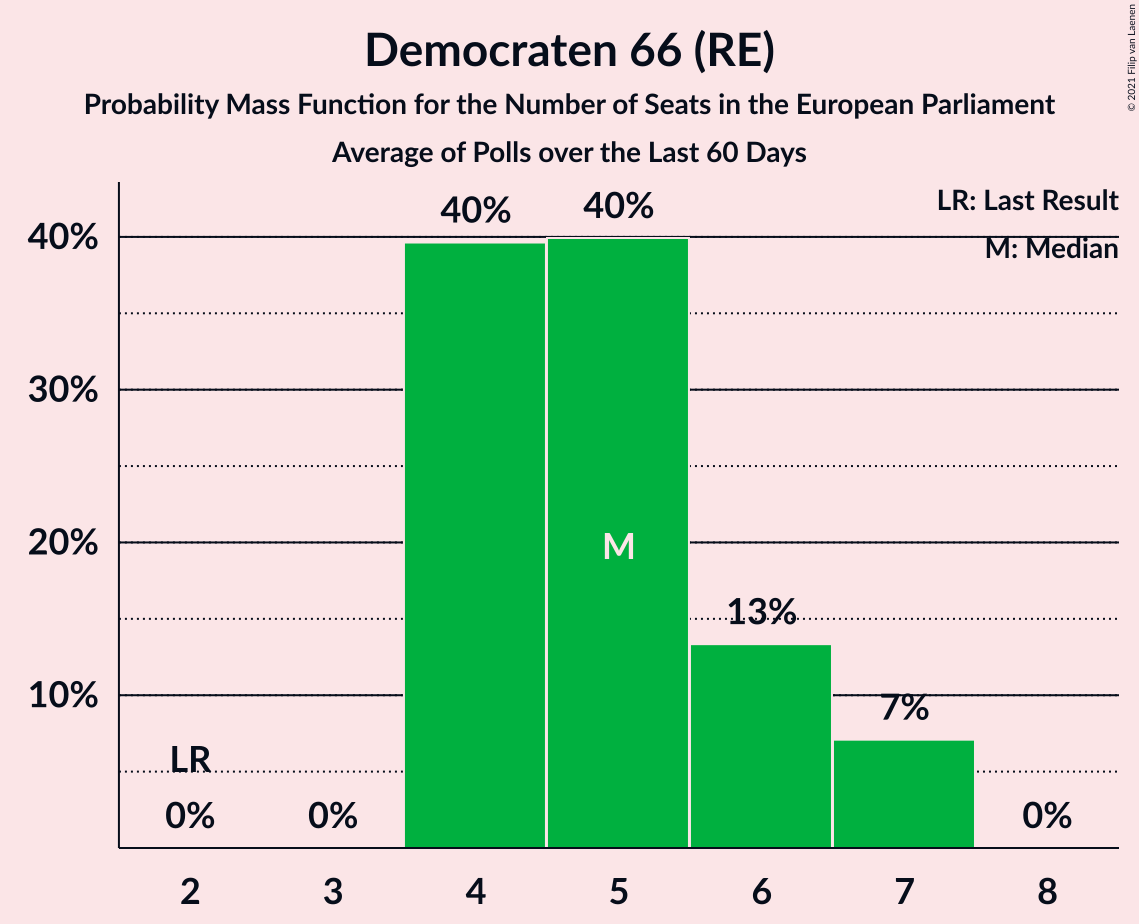 Democraten 66 (RE)
Probability Mass Function for the Number of Seats in the European Parliament
Average of Polls over the Last 60 Days
© 2021 Filip van Laenen
LR: Last Result
M: Median
40%
30%
20%
10%
40%
40%
M
13%
7%
LR
0%
0%
0%
2 3 4 5 6 7 8